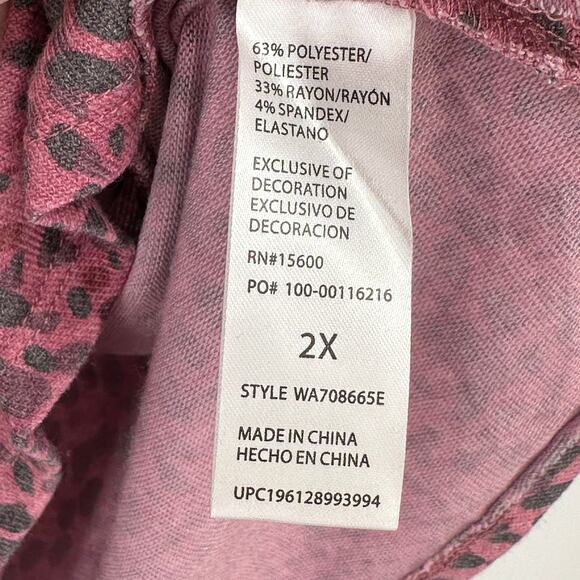 63% POLYESTER/
POLIESTER
33% RAYON/RAYÓN
4% SPANDEX/
ELASTANO
EXCLUSIVE OF
DECORATION
EXCLUSIVO DE
DECORACION
RN#15600
PO# 100-00116216
2X
STYLE WA708665E
MADE IN CHINA
HECHO EN CHINA
UPC196128993994